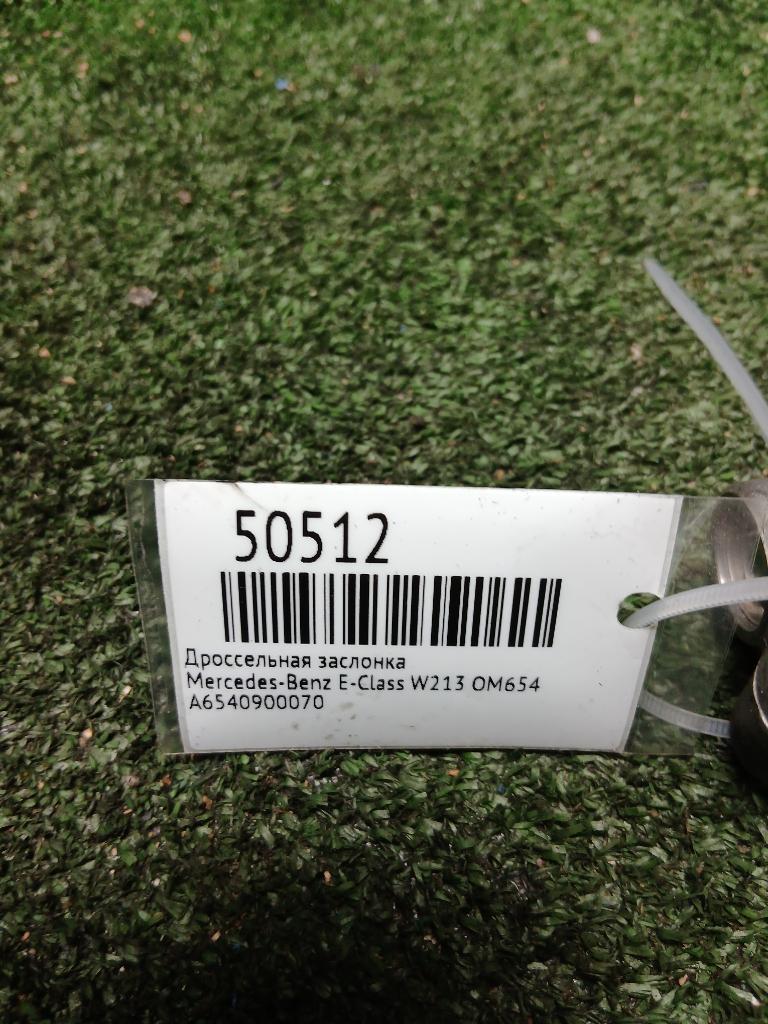 50512
Дроссельная заслонка
Mercedes-Benz E-Class W213 OM654
A6540900070